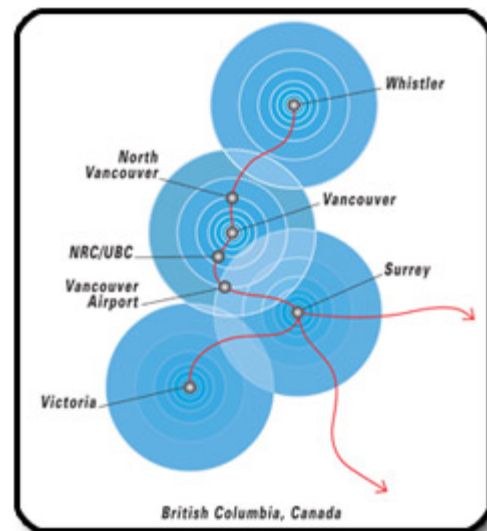 Whistler
North
Vancouver
Vancouver
NRC/UBC
Surrey
Vancouver
Airport
Victoria
British Columbia, Canada